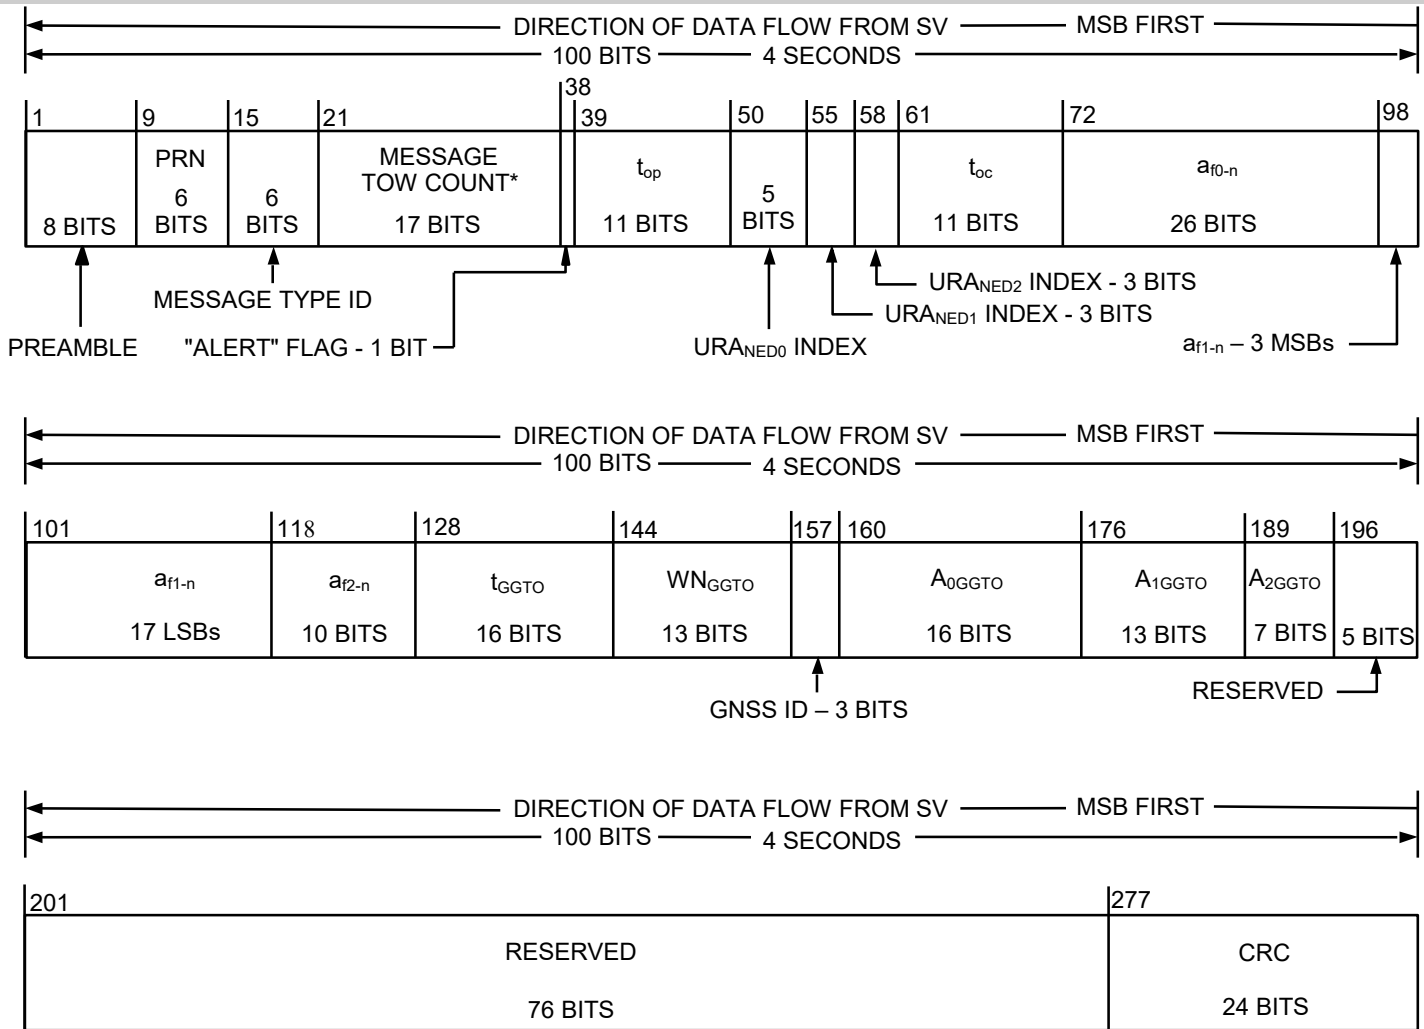 DIRECTION OF DATA FLOW FROM SV MSB FIRST
100 BITS 4 SECONDS
1 9 15 21 38 39 50 55 58 61 72 98
PRN MESSAGE
TOW COUNT* top toc af0-n
8 BITS 6 BITS 6 BITS 17 BITS 11 BITS 5 BITS 11 BITS 26 BITS
MESSAGE TYPE ID URANED2 INDEX - 3 BITS
URANED1 INDEX - 3 BITS
PREAMBLE "ALERT" FLAG - 1 BIT URANED0 INDEX af1-n – 3 MSBs
DIRECTION OF DATA FLOW FROM SV MSB FIRST
100 BITS 4 SECONDS
101 118 128 144 157 160 176 189 196
af1-n af2-n tGGTO WNGGTO A0GGTO A1GGTO A2GGTO
17 LSBs 10 BITS 16 BITS 13 BITS 16 BITS 13 BITS 7 BITS 5 BITS
GNSS ID – 3 BITS RESERVED
DIRECTION OF DATA FLOW FROM SV MSB FIRST
100 BITS 4 SECONDS
201 277
RESERVED CRC
76 BITS 24 BITS